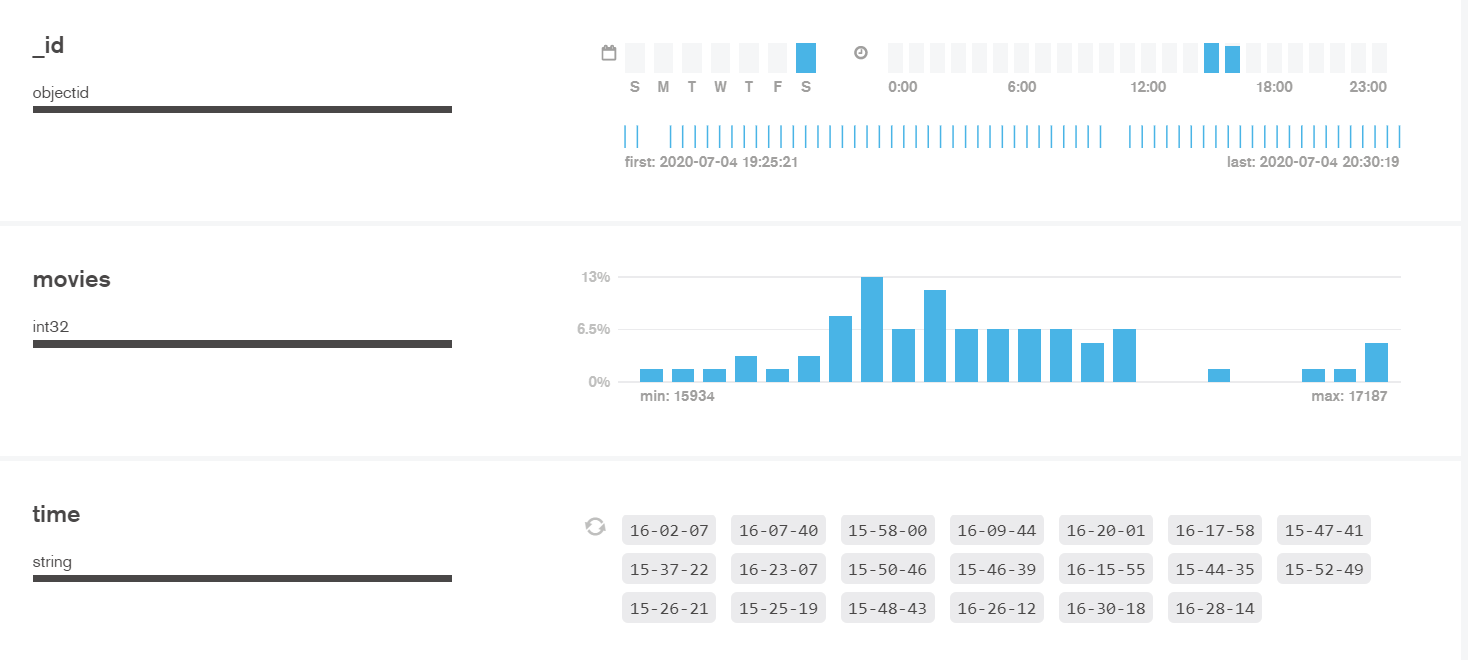 _id
objectid
S M T W T F S
0:00 6:00 12:00 18:00 23:00
first: 2020-07-04 19:25:21 last: 2020-07-04 20:30:19
movies
int32
13%
6.5%
0%
min: 15934 max: 17187
time
string
16-02-07 16-07-40 15-58-00 16-09-44 16-20-01 16-17-58 15-47-41
15-37-22 16-23-07 15-50-46 15-46-39 16-15-55 15-44-35 15-52-49
15-26-21 15-25-19 15-48-43 16-26-12 16-30-18 16-28-14